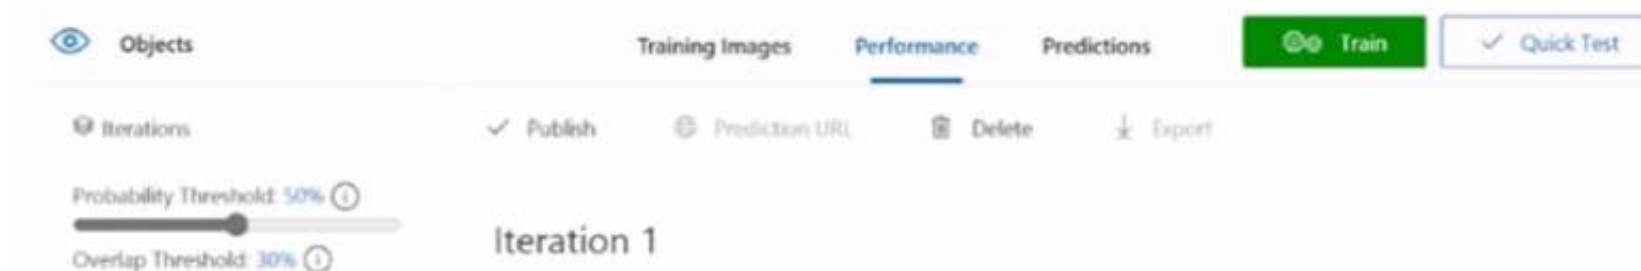 Objects Training Images Performance Predictions Train Quick Test
Iterations Publish Prediction URL Delete Export
Probability Threshold: 50%
Iteration 1
Overlap Threshold: 30%